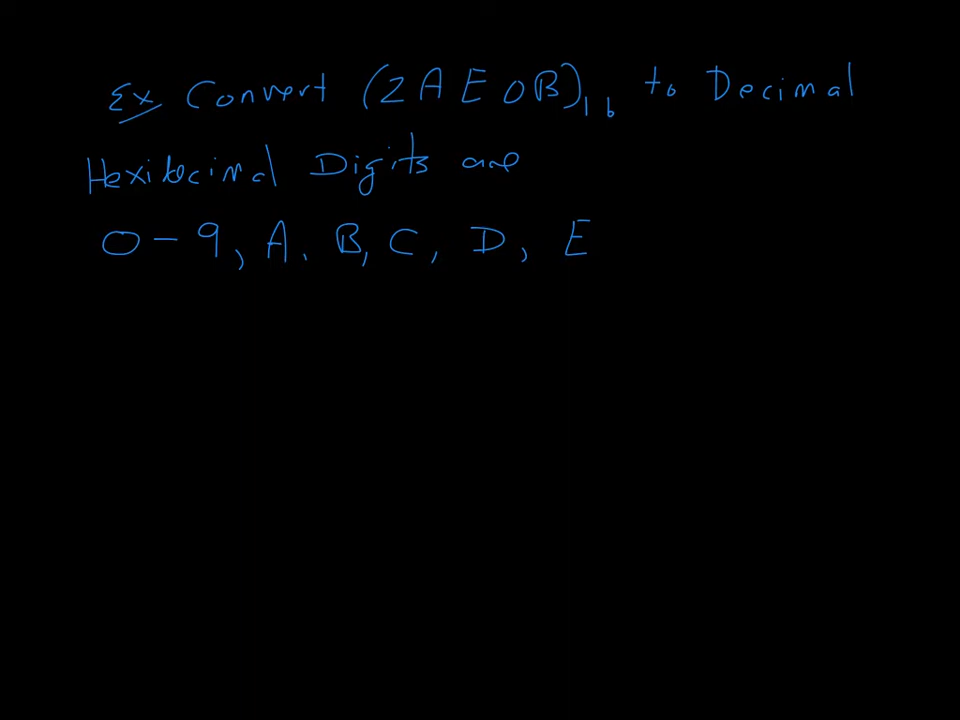 Ex Convert (2AE0B)₁₆ to Decimal
Hexidecimal Digits are
0-9, A, B, C, D, E